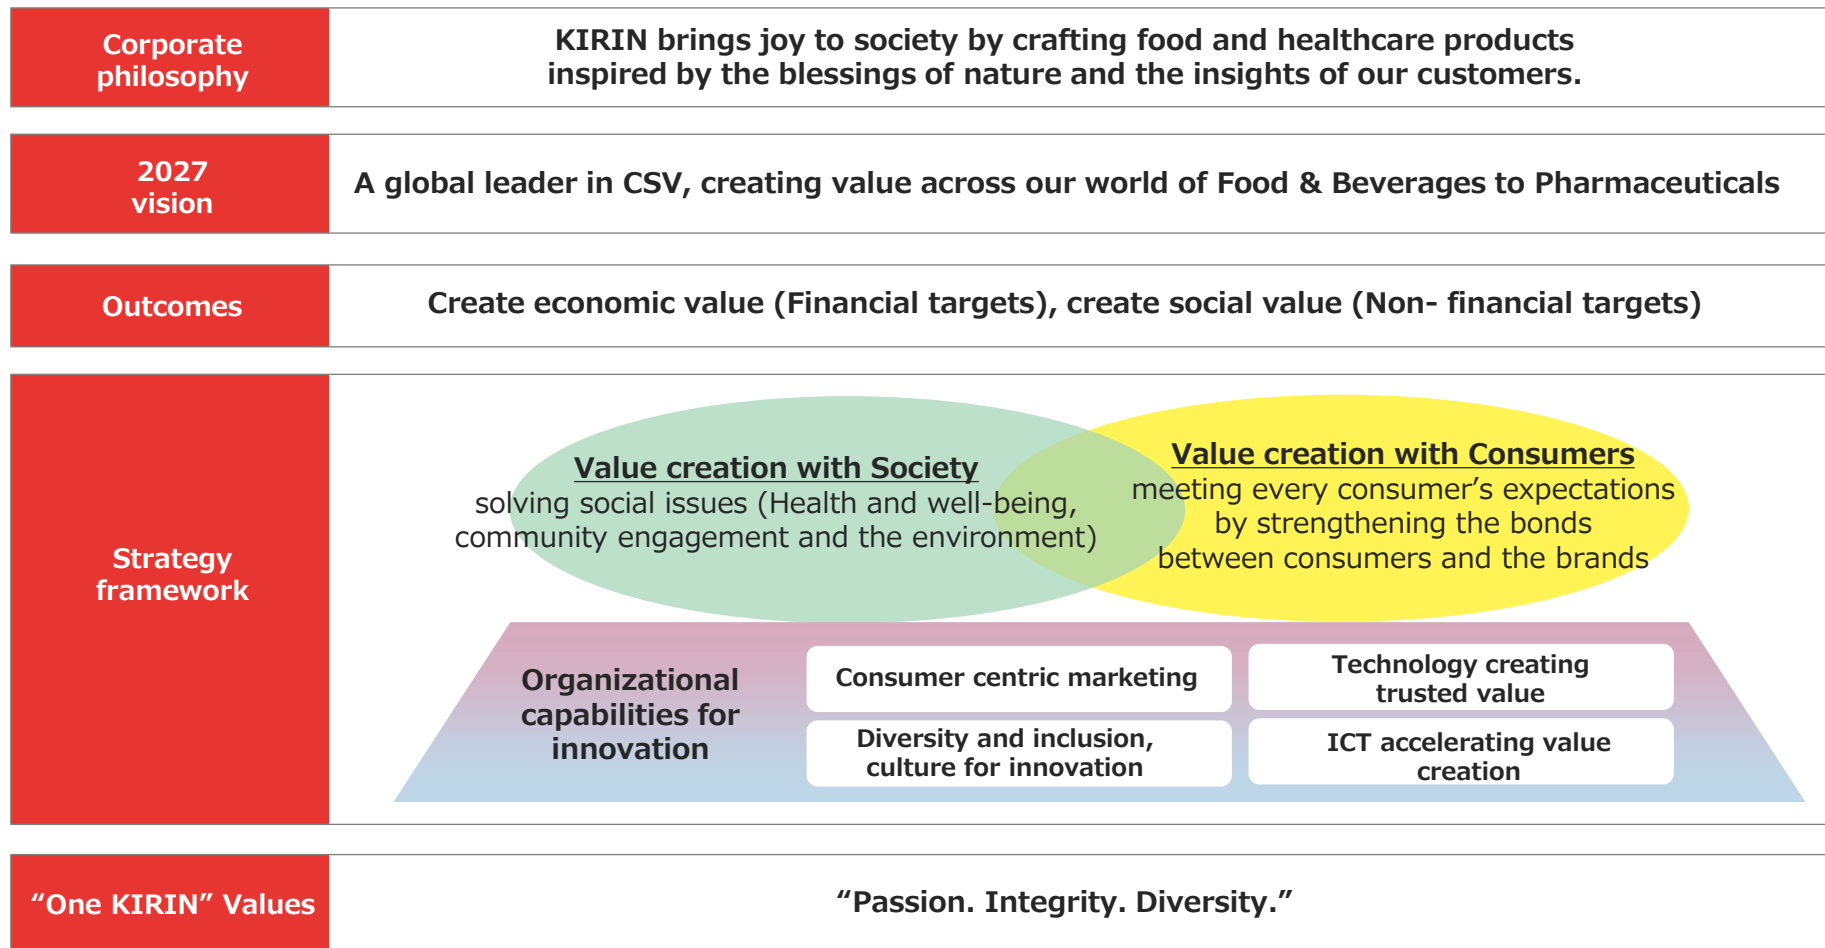 Corporate
philosophy
KIRIN brings joy to society by crafting food and healthcare products
inspired by the blessings of nature and the insights of our customers.
2027
vision
A global leader in CSV, creating value across our world of Food & Beverages to Pharmaceuticals
Outcomes
Create economic value (Financial targets), create social value (Non- financial targets)
Strategy
framework
Value creation with Society
solving social issues (Health and well-being,
community engagement and the environment)
Value creation with Consumers
meeting every consumer’s expectations
by strengthening the bonds
between consumers and the brands
Organizational
capabilities for
innovation
Consumer centric marketing
Technology creating
trusted value
Diversity and inclusion,
culture for innovation
ICT accelerating value
creation
“One KIRIN” Values
“Passion. Integrity. Diversity.”